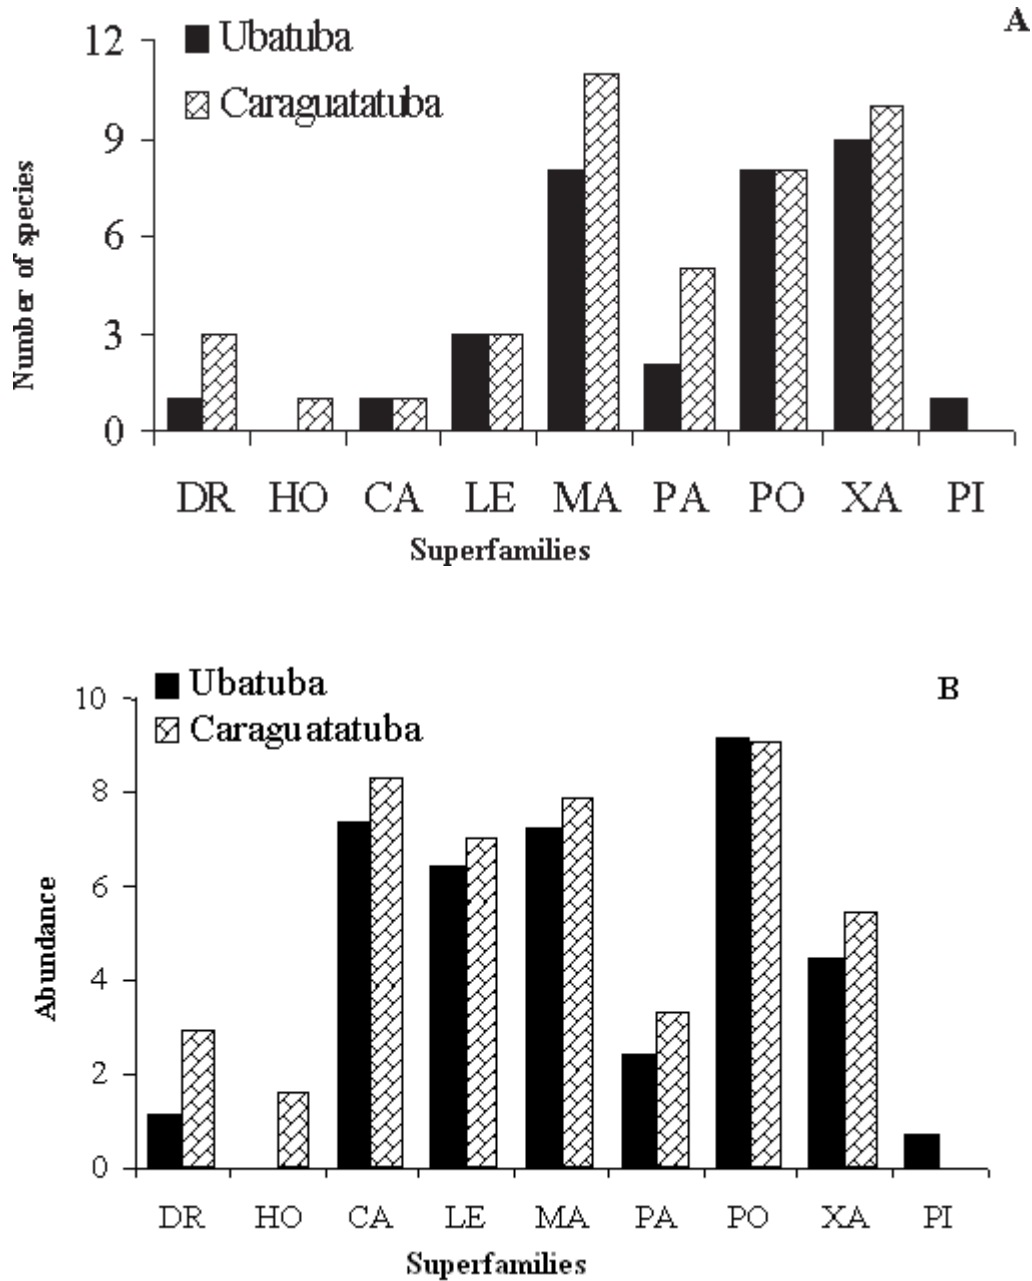 A
Ubatuba
Caraguatatuba
12
9
6
3
0
Number of species
DR HO CA LE MA PA PO XA PI
Superfamilies
B
Ubatuba
Caraguatatuba
10
8
6
4
2
0
Abundance
DR HO CA LE MA PA PO XA PI
Superfamilies